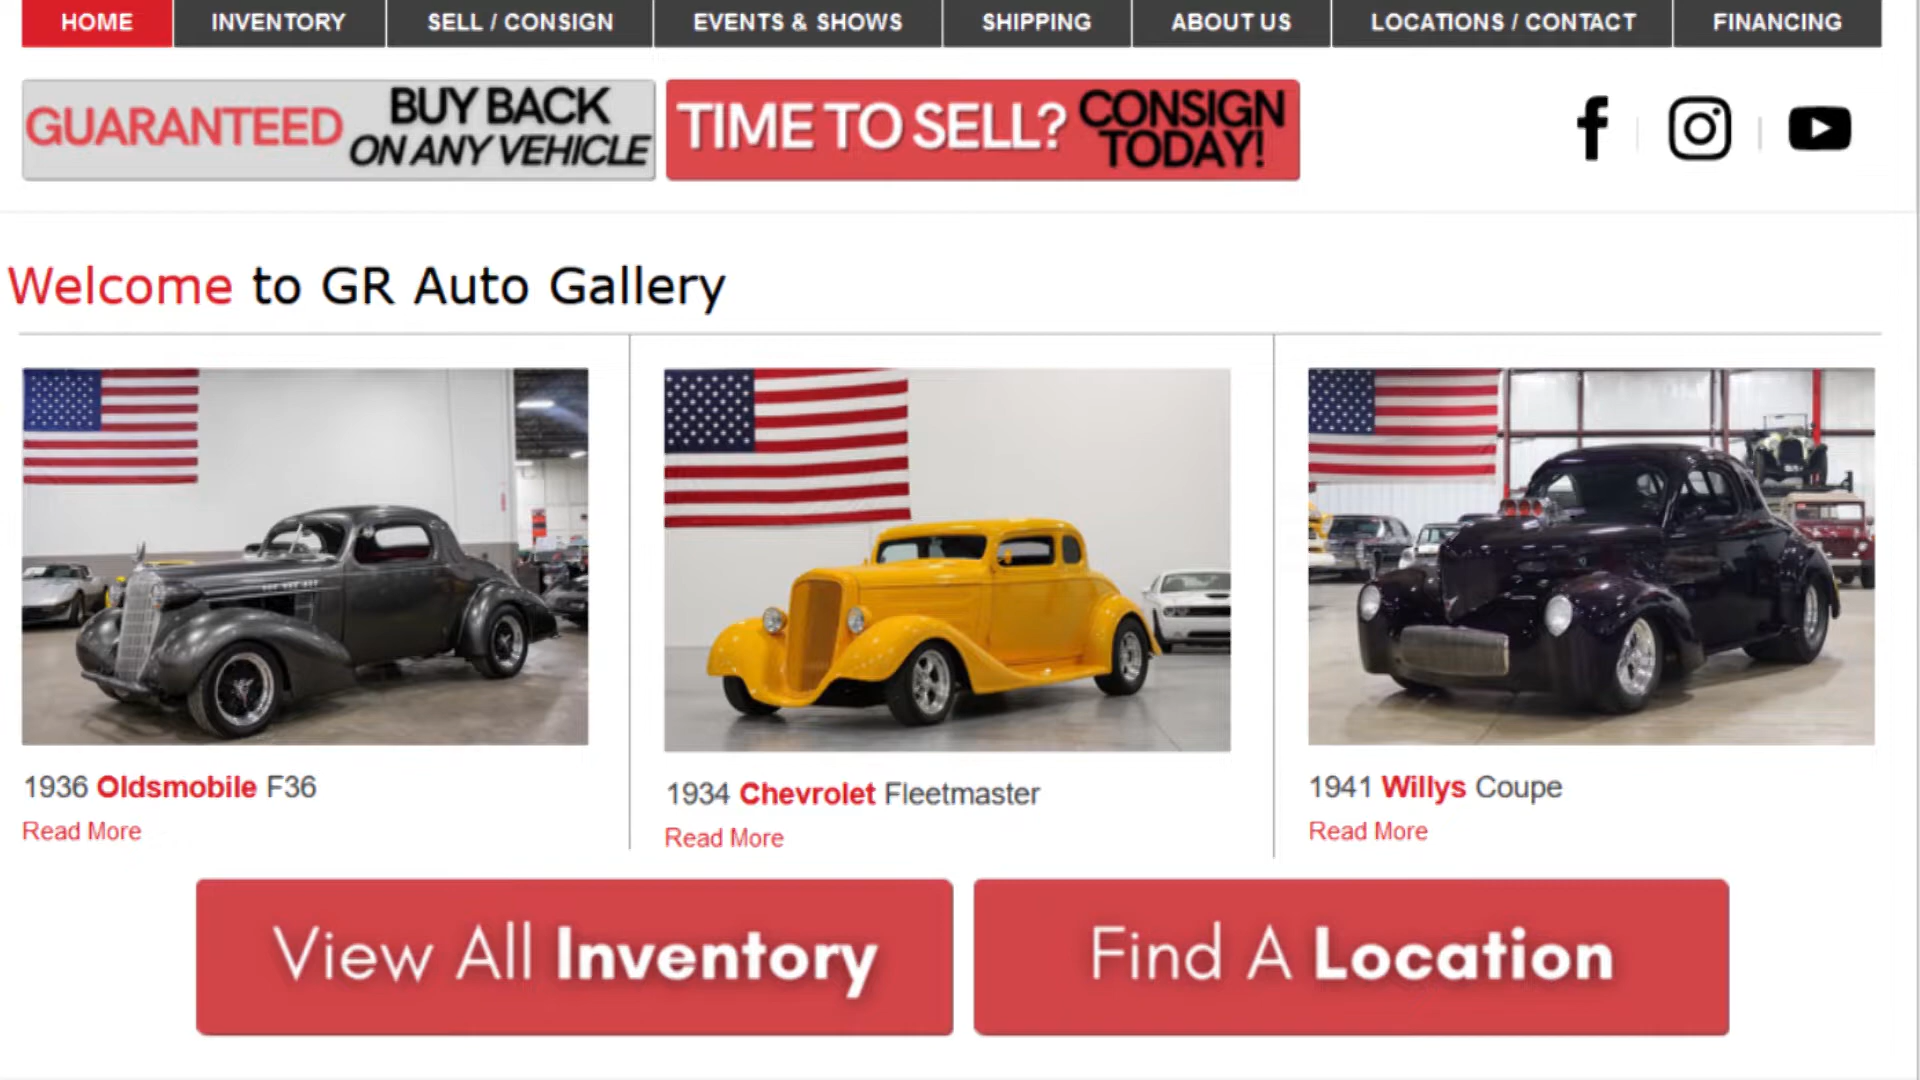 HOME INVENTORY SELL / CONSIGN EVENTS & SHOWS SHIPPING ABOUT US LOCATIONS / CONTACT FINANCING
GUARANTEED BUY BACK
ON ANY VEHICLE
TIME TO SELL? CONSIGN
TODAY!
Welcome to GR Auto Gallery
1936 Oldsmobile F36
Read More
1934 Chevrolet Fleetmaster
Read More
1941 Willys Coupe
Read More
View All Inventory
Find A Location